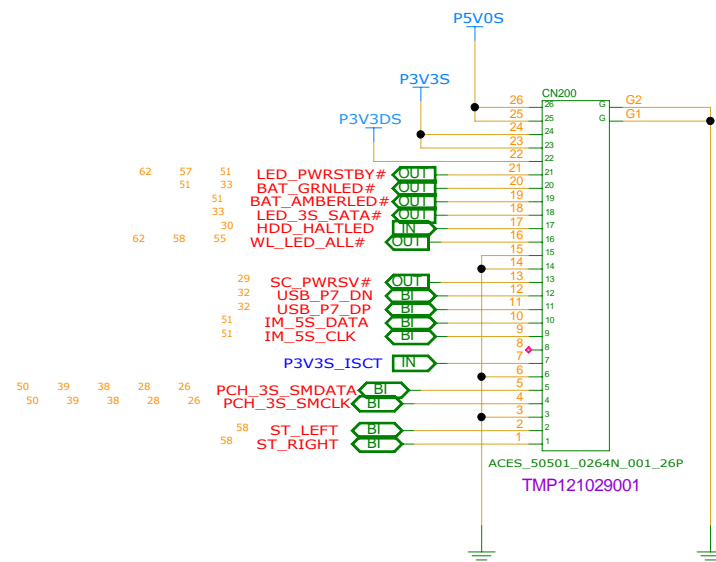 P5V0S
P3V3S
P3V3DS
CN200
26 26 G G2
25 25 G G1
24 24
23 23
22 22
62 57 51 LED_PWRSTBY# OUT 21 21
51 33 BAT_GRNLED# OUT 20 20
51 BAT_AMBERLED# OUT 19 19
33 LED_3S_SATA# OUT 18 18
30 HDD_HALTLED IN 17 17
62 58 55 WL_LED_ALL# OUT 16 16
15 15
14 14
29 SC_PWRSV# OUT 13 13
32 USB_P7_DN BI 12 12
32 USB_P7_DP BI 11 11
51 IM_5S_DATA BI 10 10
51 IM_5S_CLK BI 9 9
8 8
P3V3S_ISCT IN 7 7
6 6
50 39 38 28 26 PCH_3S_SMDATA BI 5 5
50 39 38 28 26 PCH_3S_SMCLK BI 4 4
3 3
58 ST_LEFT BI 2 2
58 ST_RIGHT BI 1 1
ACES_50501_0264N_001_26P
TMP121029001